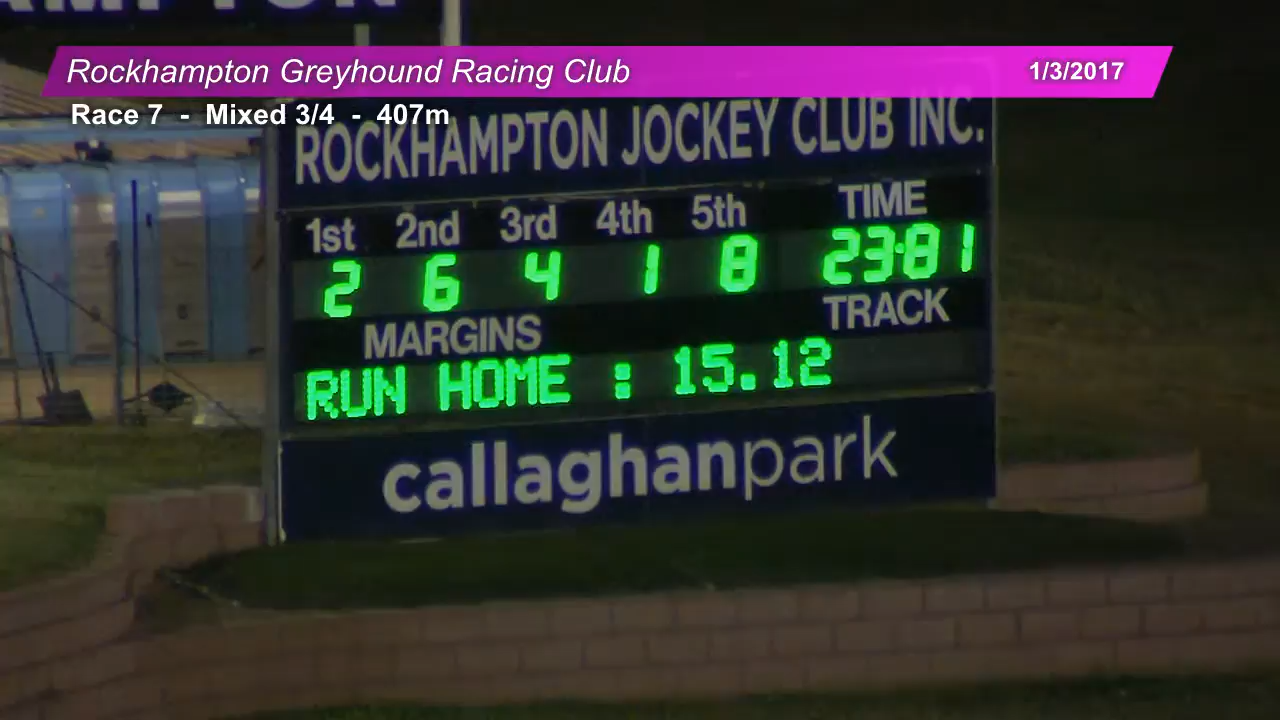 Rockhampton Greyhound Racing Club 1/3/2017
Race 7 - Mixed 3/4 - 407m
ROCKHAMPTON JOCKEY CLUB INC.
1st 2nd 3rd 4th 5th TIME
2 6 4 1 8 23:81
MARGINS TRACK
RUN HOME : 15.12
callaghanpark